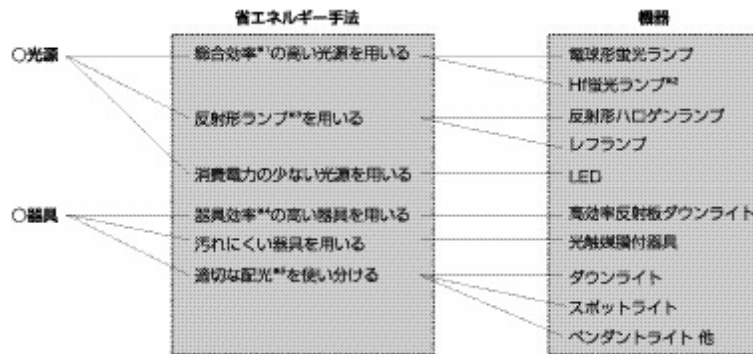 省エネルギー手法 機器
○光源 総合効率※1の高い光源を用いる 電球形蛍光ランプ
Hf蛍光ランプ※2
反射形ランプ※3を用いる 反射形ハロゲンランプ
レフランプ
消費電力の少ない光源を用いる LED
○器具 器具効率※4の高い器具を用いる 高効率反射板ダウンライト
汚れにくい器具を用いる 光触媒膜付器具
適切な配光※5を使い分ける ダウンライト
スポットライト
ペンダントライト 他